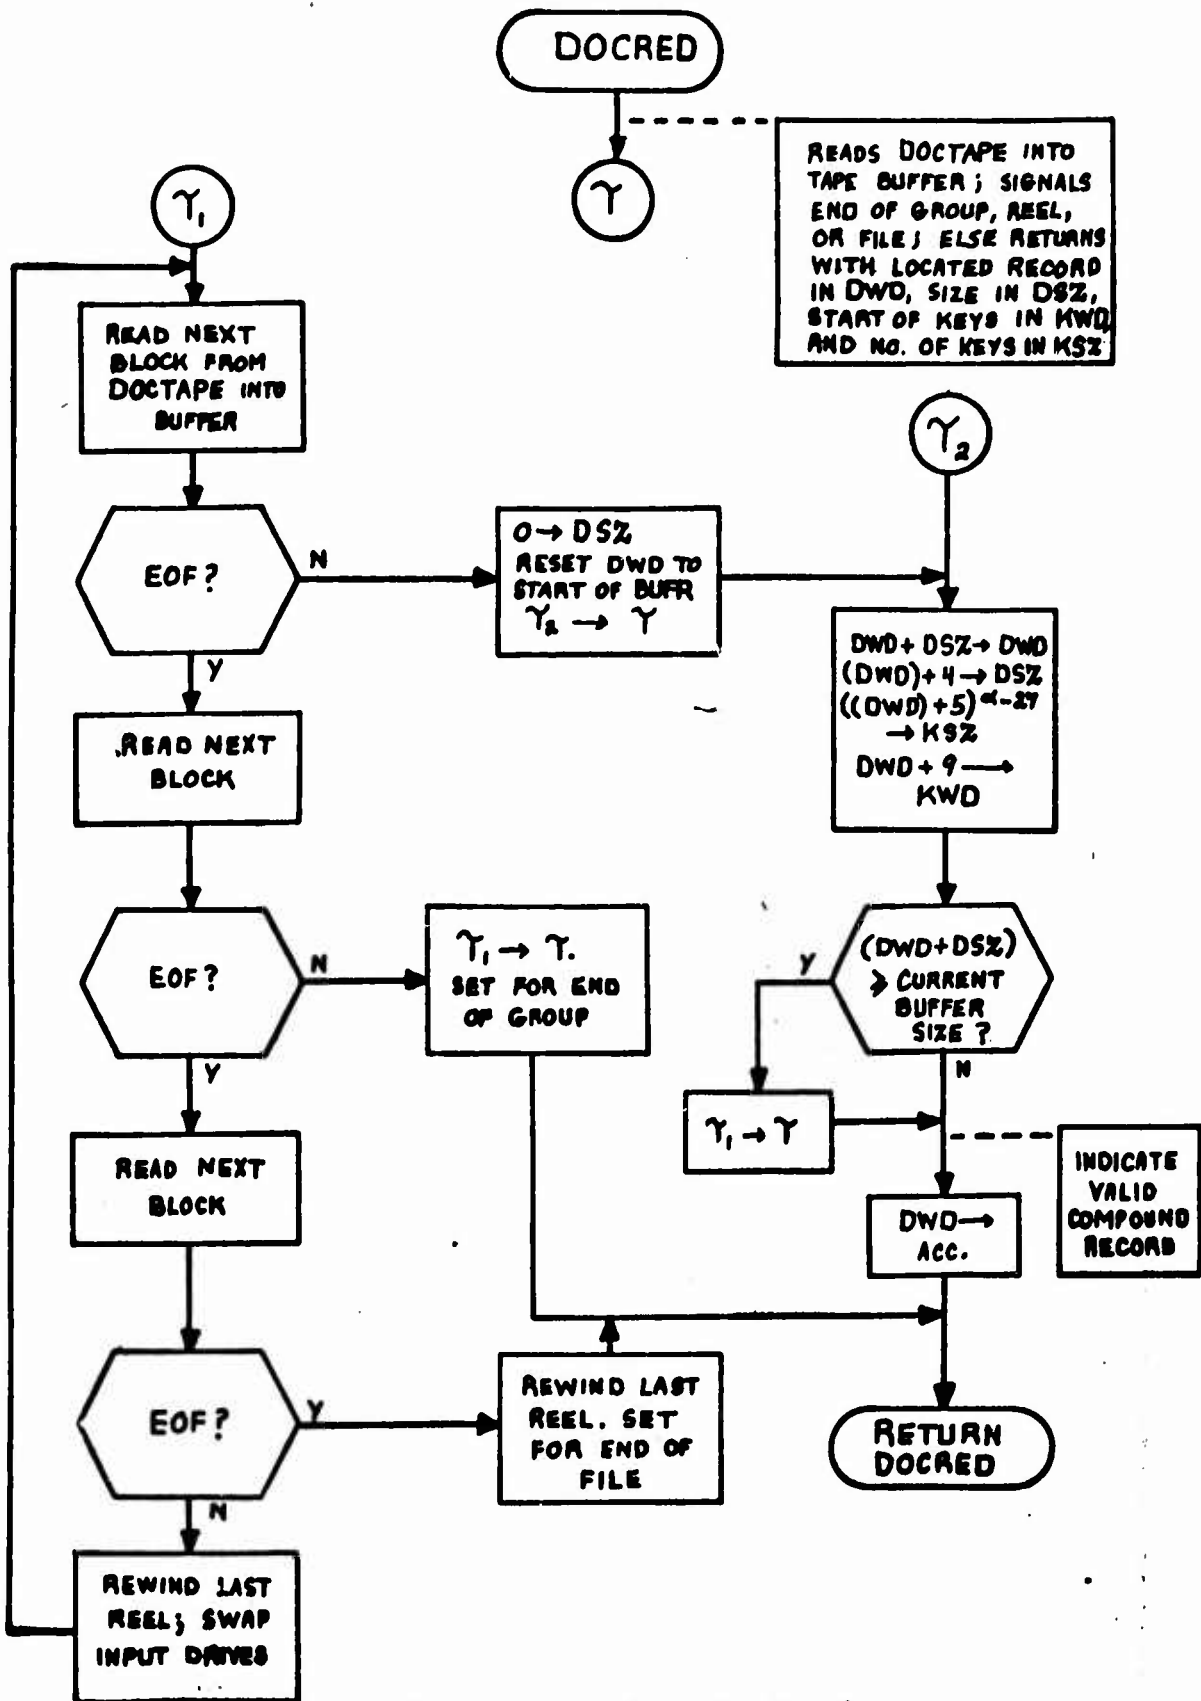 DOCRED
ϒ
READS DOCTAPE INTO
TAPE BUFFER; SIGNALS
END OF GROUP, REEL,
OR FILE; ELSE RETURNS
WITH LOCATED RECORD
IN DWD, SIZE IN DSZ,
START OF KEYS IN KWD,
AND NO. OF KEYS IN KSZ
ϒ₁
READ NEXT
BLOCK FROM
DOCTAPE INTO
BUFFER
EOF?
N
Y
0 → DSZ
RESET DWD TO
START OF BUFR
ϒ₂ → ϒ
ϒ₂
DWD + DSZ → DWD
(DWD) + 4 → DSZ
((DWD) + 5)
→ KSZ
DWD + 9 →
KWD
READ NEXT
BLOCK
EOF?
N
Y
ϒ₁ → ϒ.
SET FOR END
OF GROUP
(DWD+DSZ)
≥ CURRENT
BUFFER
SIZE ?
Y
N
ϒ₁ → ϒ
INDICATE
VALID
COMPOUND
RECORD
DWD →
ACC.
READ NEXT
BLOCK
EOF?
Y
N
REWIND LAST
REEL. SET
FOR END OF
FILE
RETURN
DOCRED
REWIND LAST
REEL; SWAP
INPUT DRIVES